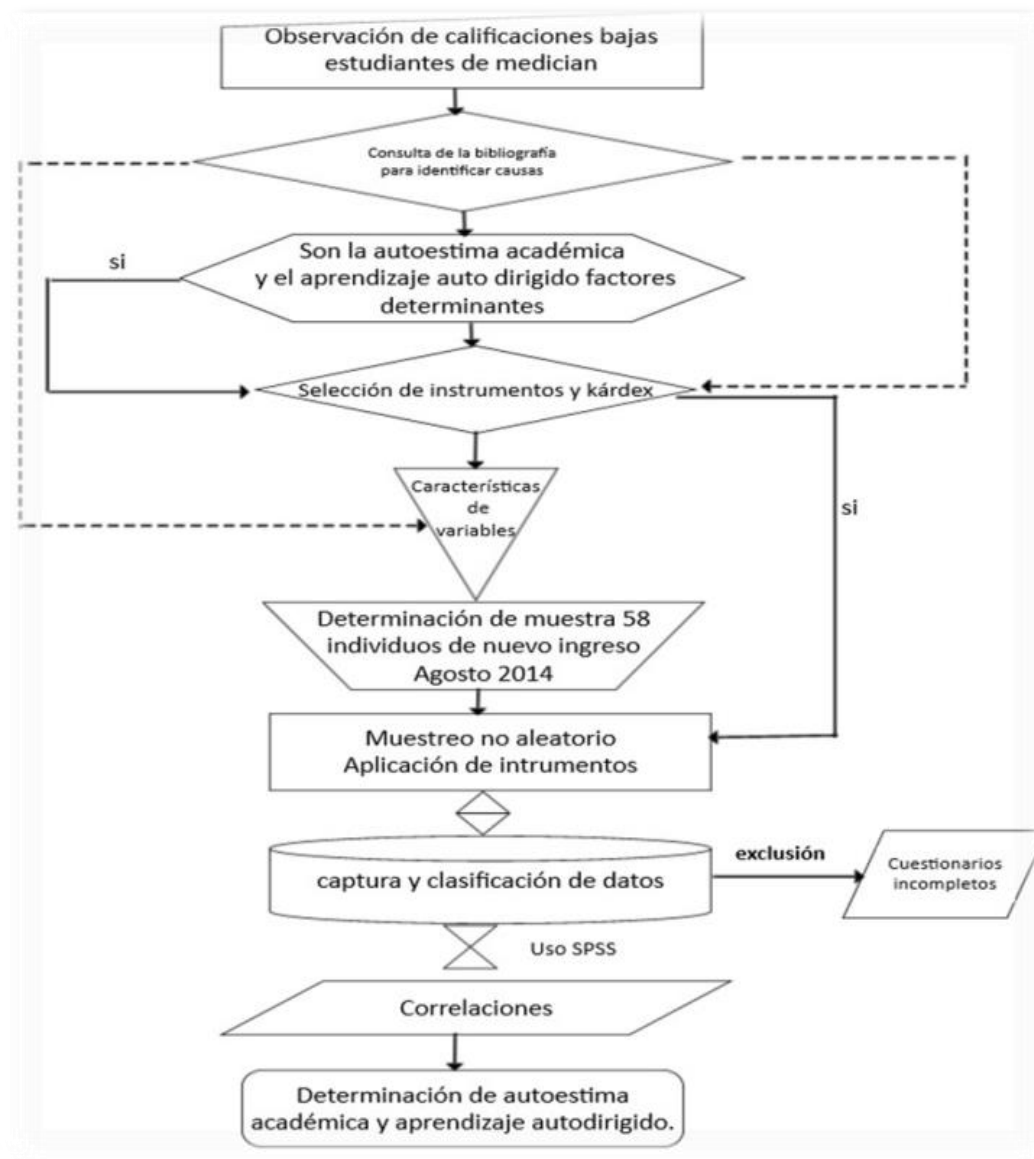 Observación de calificaciones bajas
estudiantes de medician
Consulta de la bibliografía
para identificar causas
Son la autoestima académica
y el aprendizaje auto dirigido factores
determinantes
si
Selección de instrumentos y kárdex
Características
de
variables
si
Determinación de muestra 58
individuos de nuevo ingreso
Agosto 2014
Muestreo no aleatorio
Aplicación de intrumentos
captura y clasificación de datos
exclusión
Cuestionarios
incompletos
Uso SPSS
Correlaciones
Determinación de autoestima
académica y aprendizaje autodirigido.